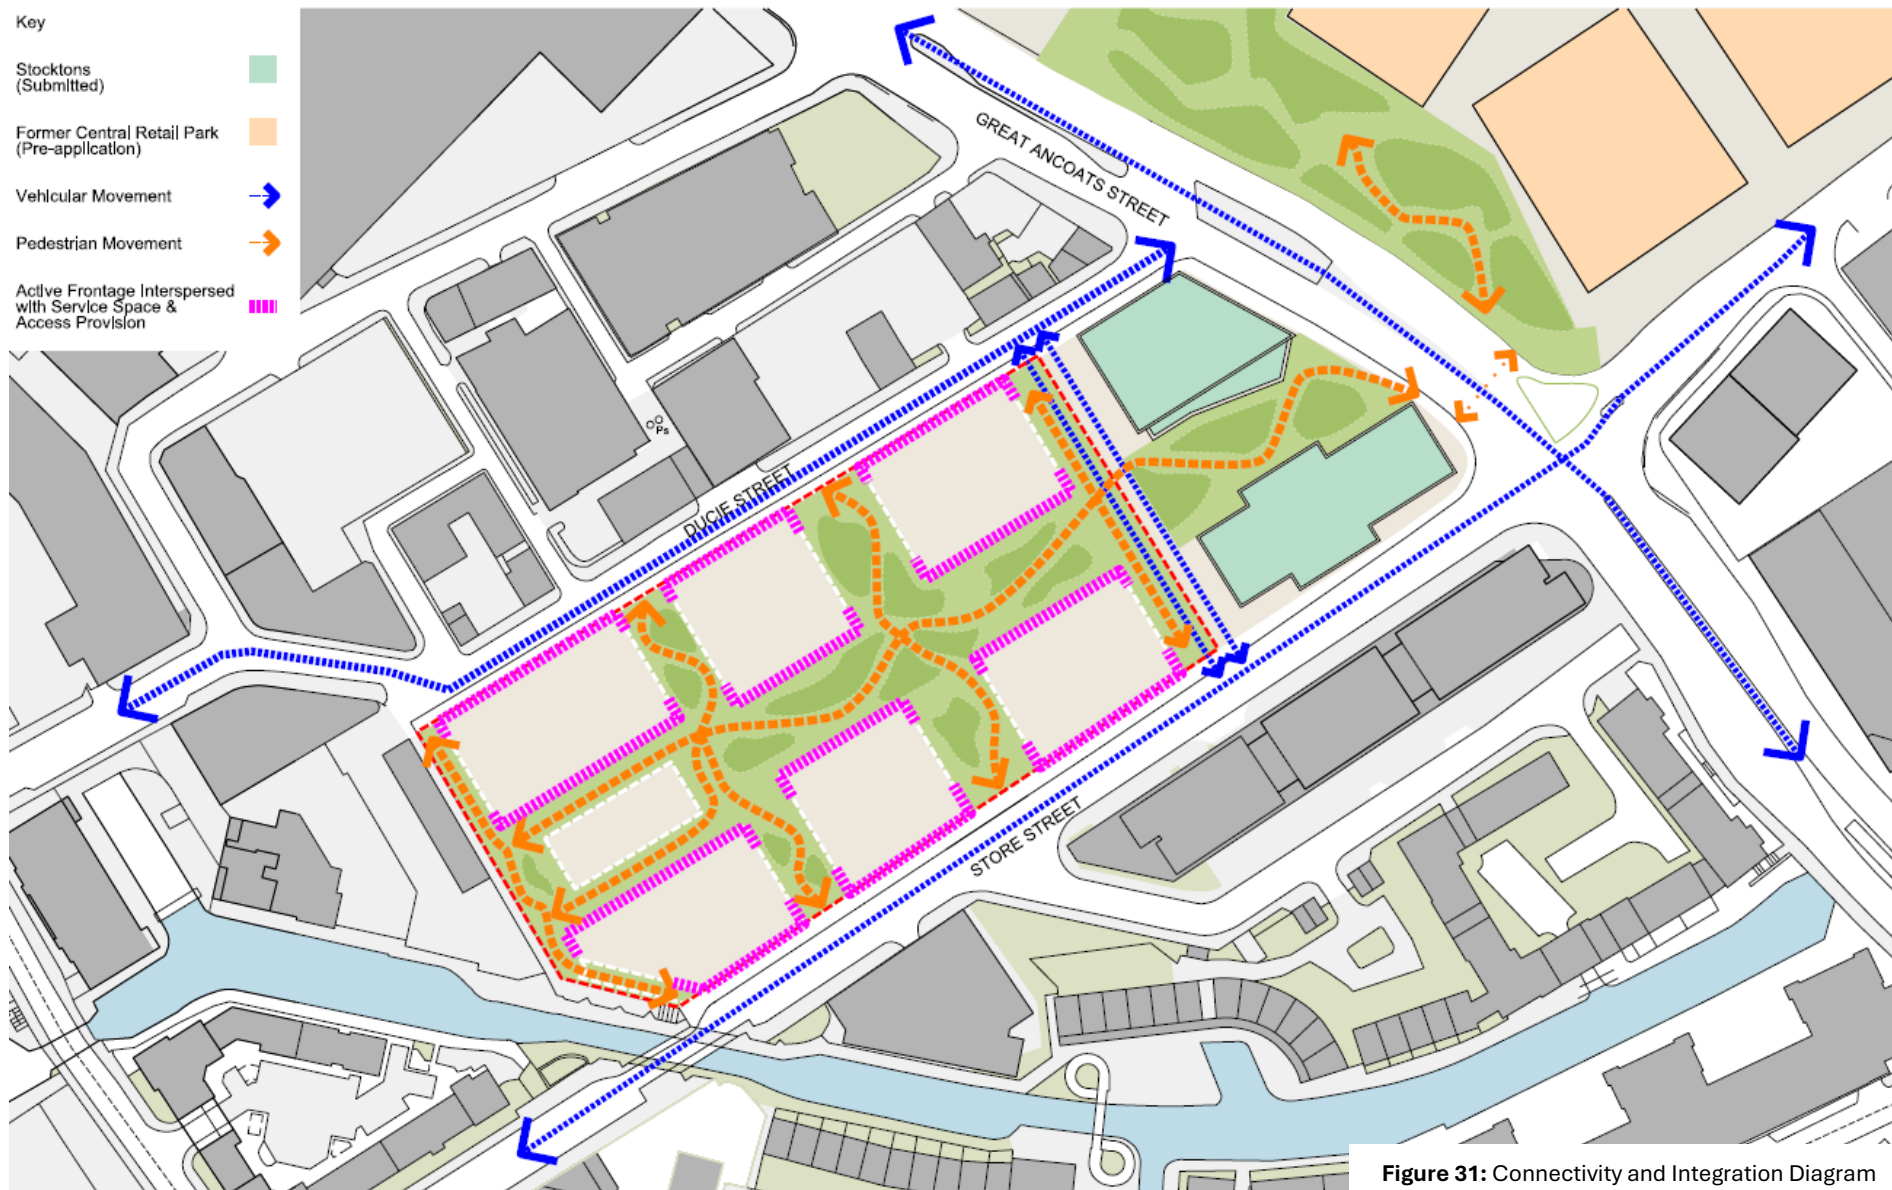 Key
Stocktons
(Submitted)
Former Central Retail Park
(Pre-application)
Vehicular Movement
Pedestrian Movement
Active Frontage Interspersed
with Service Space &
Access Provision
GREAT ANCOATS STREET
Ps
DUCIE STREET
STORE STREET
Figure 31: Connectivity and Integration Diagram